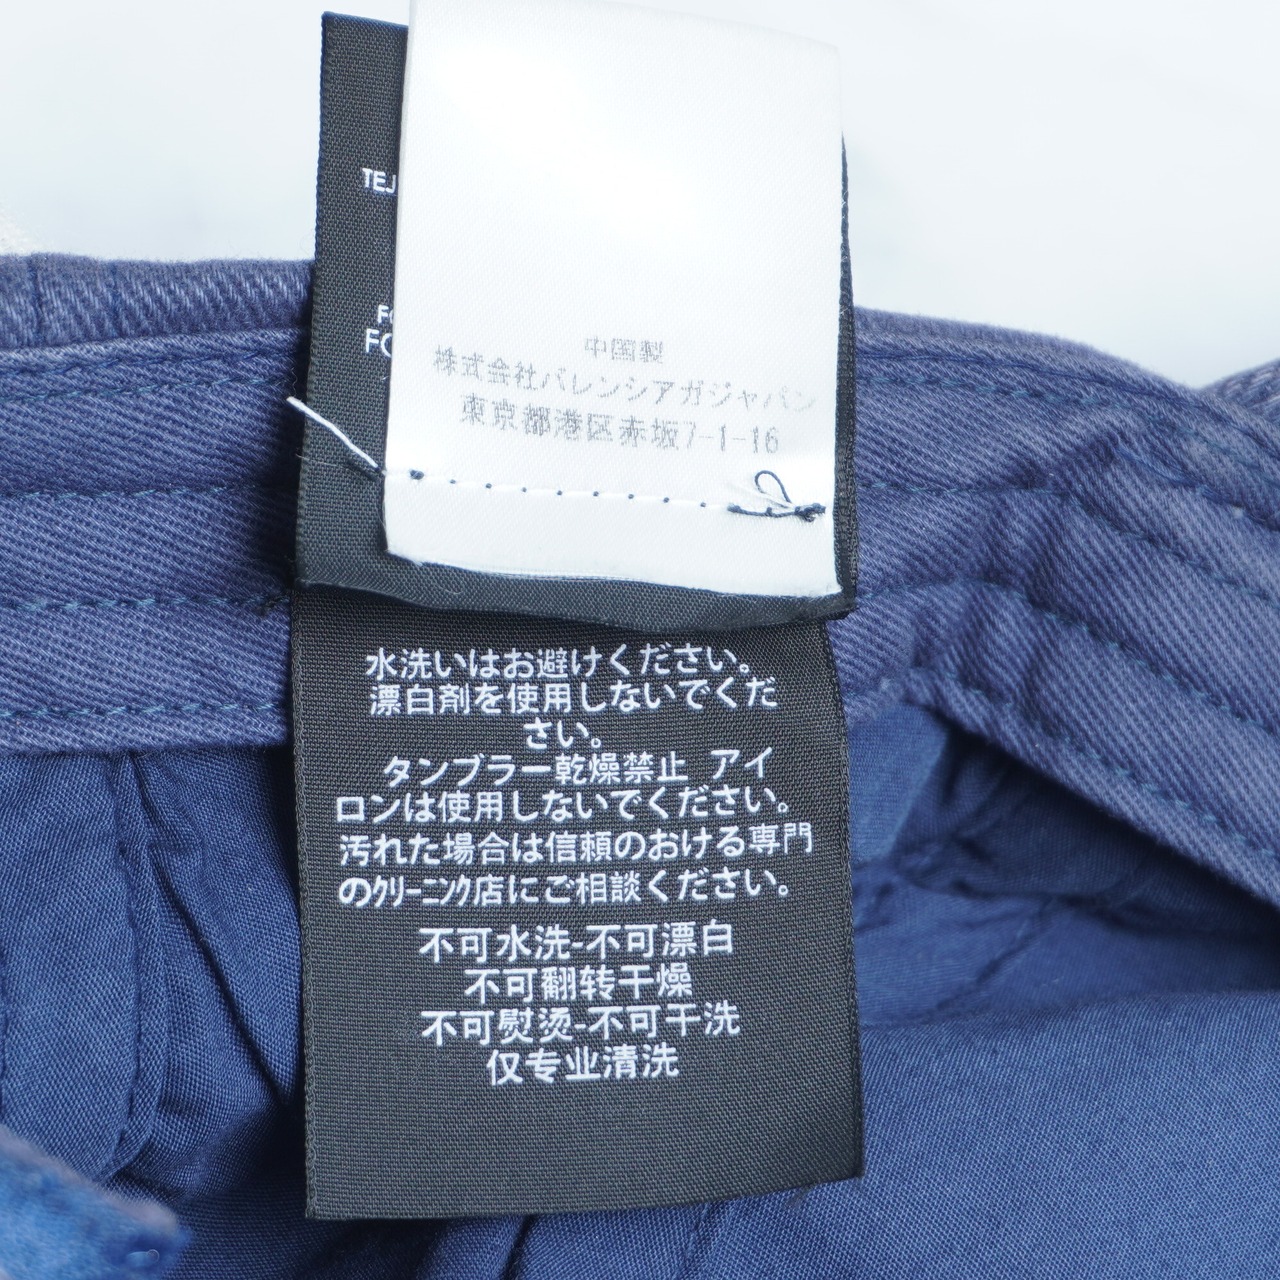 TEJ
FC
中国製
株式会社バレンシアガジャパン
東京都港区赤坂7-1-16
水洗いはお避けください。
漂白剤を使用しないでくだ
さい。
タンブラー乾燥禁止 アイ
ロンは使用しないでください。
汚れた場合は信頼のおける専門
のクリーニング店にご相談ください。
不可水洗-不可漂白
不可翻转干燥
不可熨烫-不可干洗
仅专业清洗